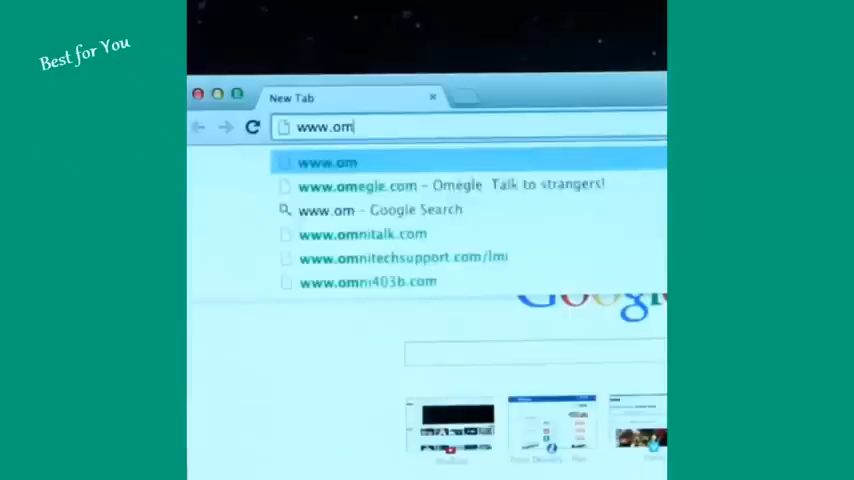 Best for You
New Tab
www.om
www.om
www.omegle.com - Omegle Talk to strangers!
www.om - Google Search
www.omnitalk.com
www.omnitechsupport.com/lmi
www.omni403b.com
Google